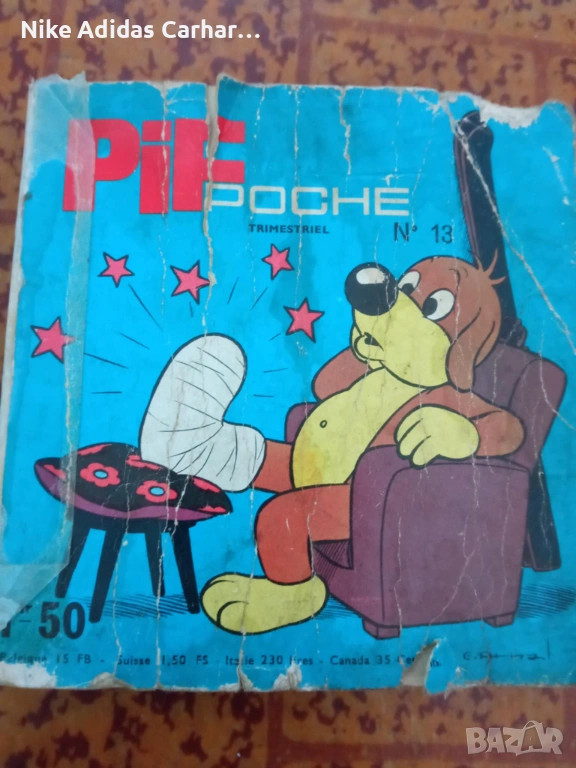 Nike Adidas Carhar...
PiF
POCHE
TRIMESTRIEL
N° 13
50
Belgique 15 FB - Suisse 1,50 FS - Italie 230 lires - Canada 35
BAZAR